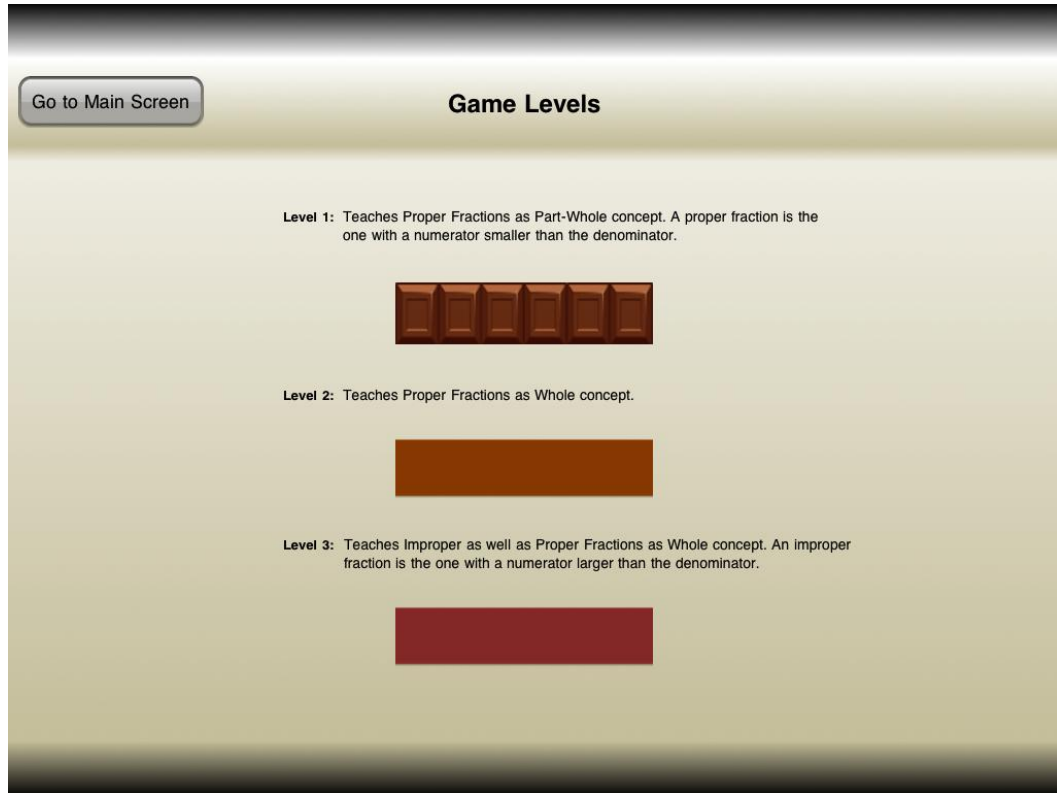 Go to Main Screen
Game Levels
Level 1: Teaches Proper Fractions as Part-Whole concept. A proper fraction is the
one with a numerator smaller than the denominator.
Level 2: Teaches Proper Fractions as Whole concept.
Level 3: Teaches Improper as well as Proper Fractions as Whole concept. An improper
fraction is the one with a numerator larger than the denominator.